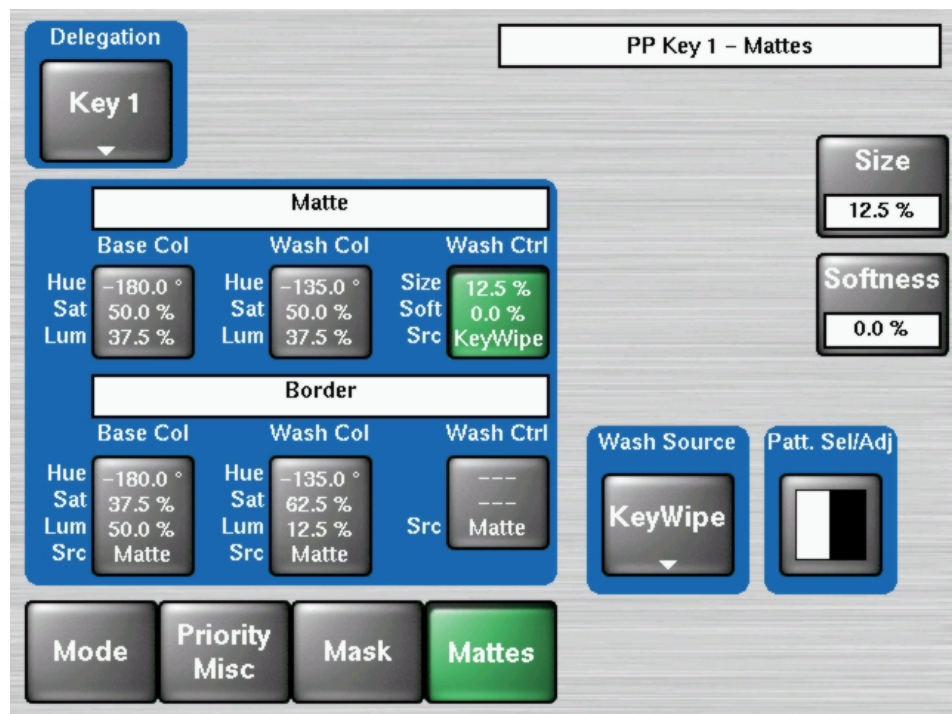 Delegation
PP Key 1 – Mattes
Key 1
Size
12.5 %
Softness
0.0 %
Matte
Base Col Wash Col Wash Ctrl
Hue −180.0 ° Hue −135.0 ° Size 12.5 %
Sat 50.0 % Sat 50.0 % Soft 0.0 %
Lum 37.5 % Lum 37.5 % Src KeyWipe
Border
Base Col Wash Col Wash Ctrl
Hue −180.0 ° Hue −135.0 ° ---
Sat 37.5 % Sat 62.5 % ---
Lum 50.0 % Lum 12.5 % Src Matte
Src Matte Src Matte
Wash Source
KeyWipe
Patt. Sel/Adj
Mode
Priority
Misc
Mask
Mattes